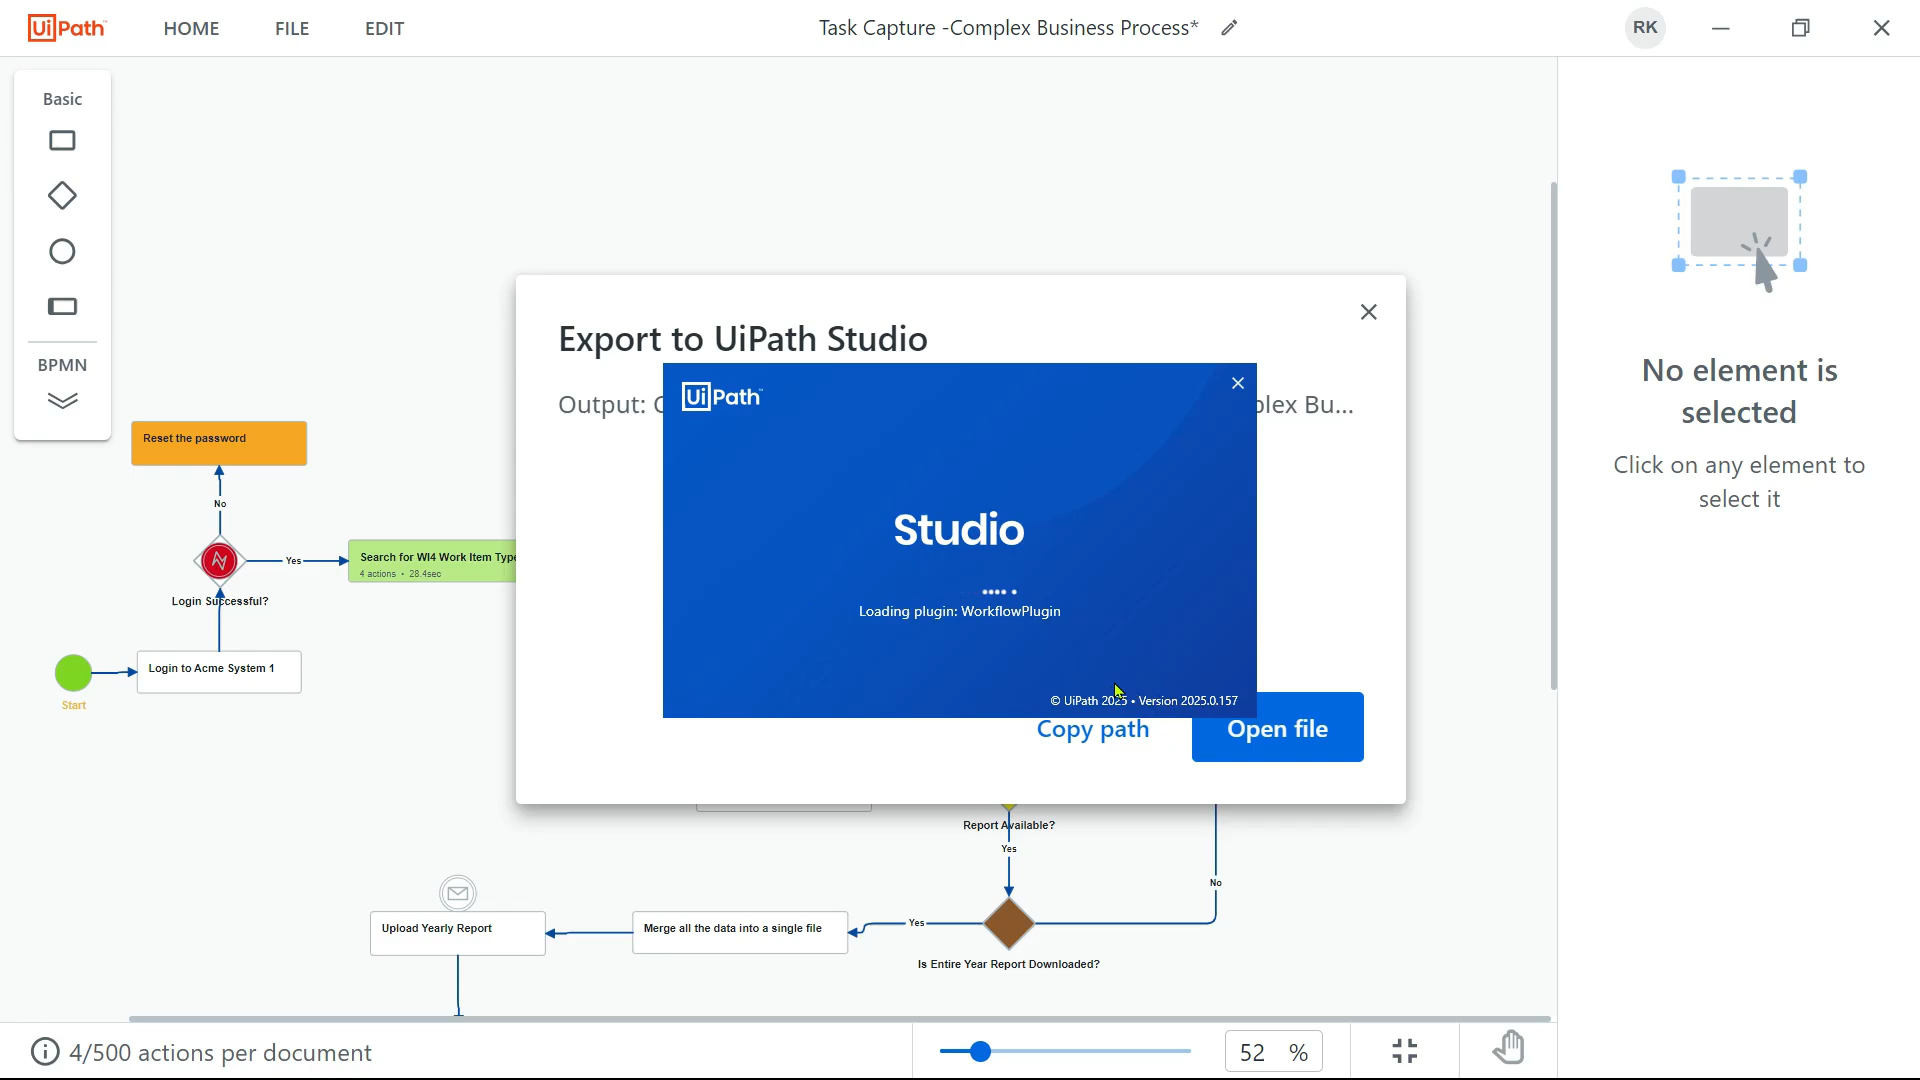 UiPath
HOME
FILE
EDIT
Task Capture -Complex Business Process*
RK
Basic
BPMN
Reset the password
No
Yes
Search for WI4 Work Item Type
4 actions • 28.4sec
Login Successful?
Login to Acme System 1
Start
Export to UiPath Studio
Output:
plex Bu...
UiPath
Studio
Loading plugin: WorkflowPlugin
© UiPath 2025 • Version 2025.0.157
Copy path
Open file
Report Available?
Yes
No
Upload Yearly Report
Merge all the data into a single file
Yes
Is Entire Year Report Downloaded?
No element is
selected
Click on any element to
select it
4/500 actions per document
52 %